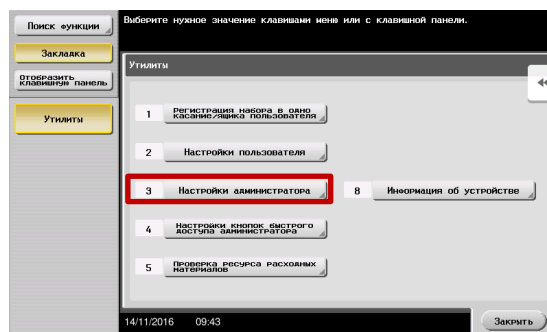 Поиск функции
Выберите нужное значение клавишами меню или с клавишной панели.
Закладка
Отобразить
клавишную панель
Утилиты
Утилиты
1 Регистрация набора в одно
касание/ящика пользователя
2 Настройки пользователя
3 Настройки администратора
8 Информация об устройстве
4 Настройки кнопок быстрого
доступа администратора
5 Проверка ресурса расходных
материалов
14/11/2016 09:43
Закрыть